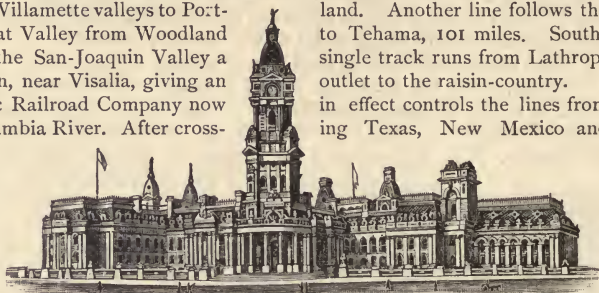 Willamette valleys to Port- land. Another line follows th
at Valley from Woodland to Tehama, 101 miles. South
the San-Joaquin Valley a single track runs from Lathrop
n, near Visalia, giving an outlet to the raisin-country.
c Railroad Company now in effect controls the lines from
mbia River. After cross- ing Texas, New Mexico an